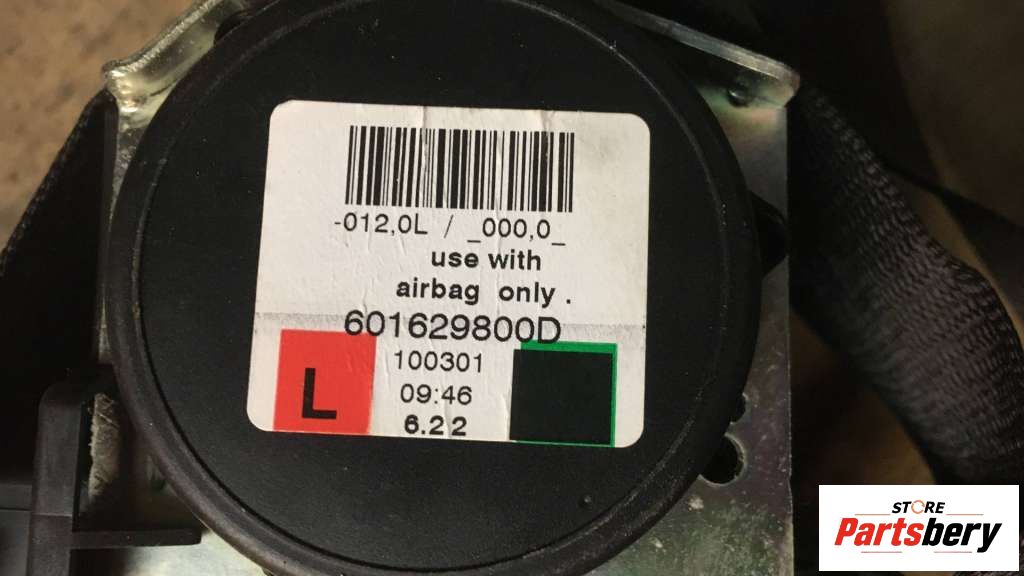 -012,0L / _000,0_
use with
airbag only .
601629800D
100301
L
09:46
6.22
STORE
Partsbery